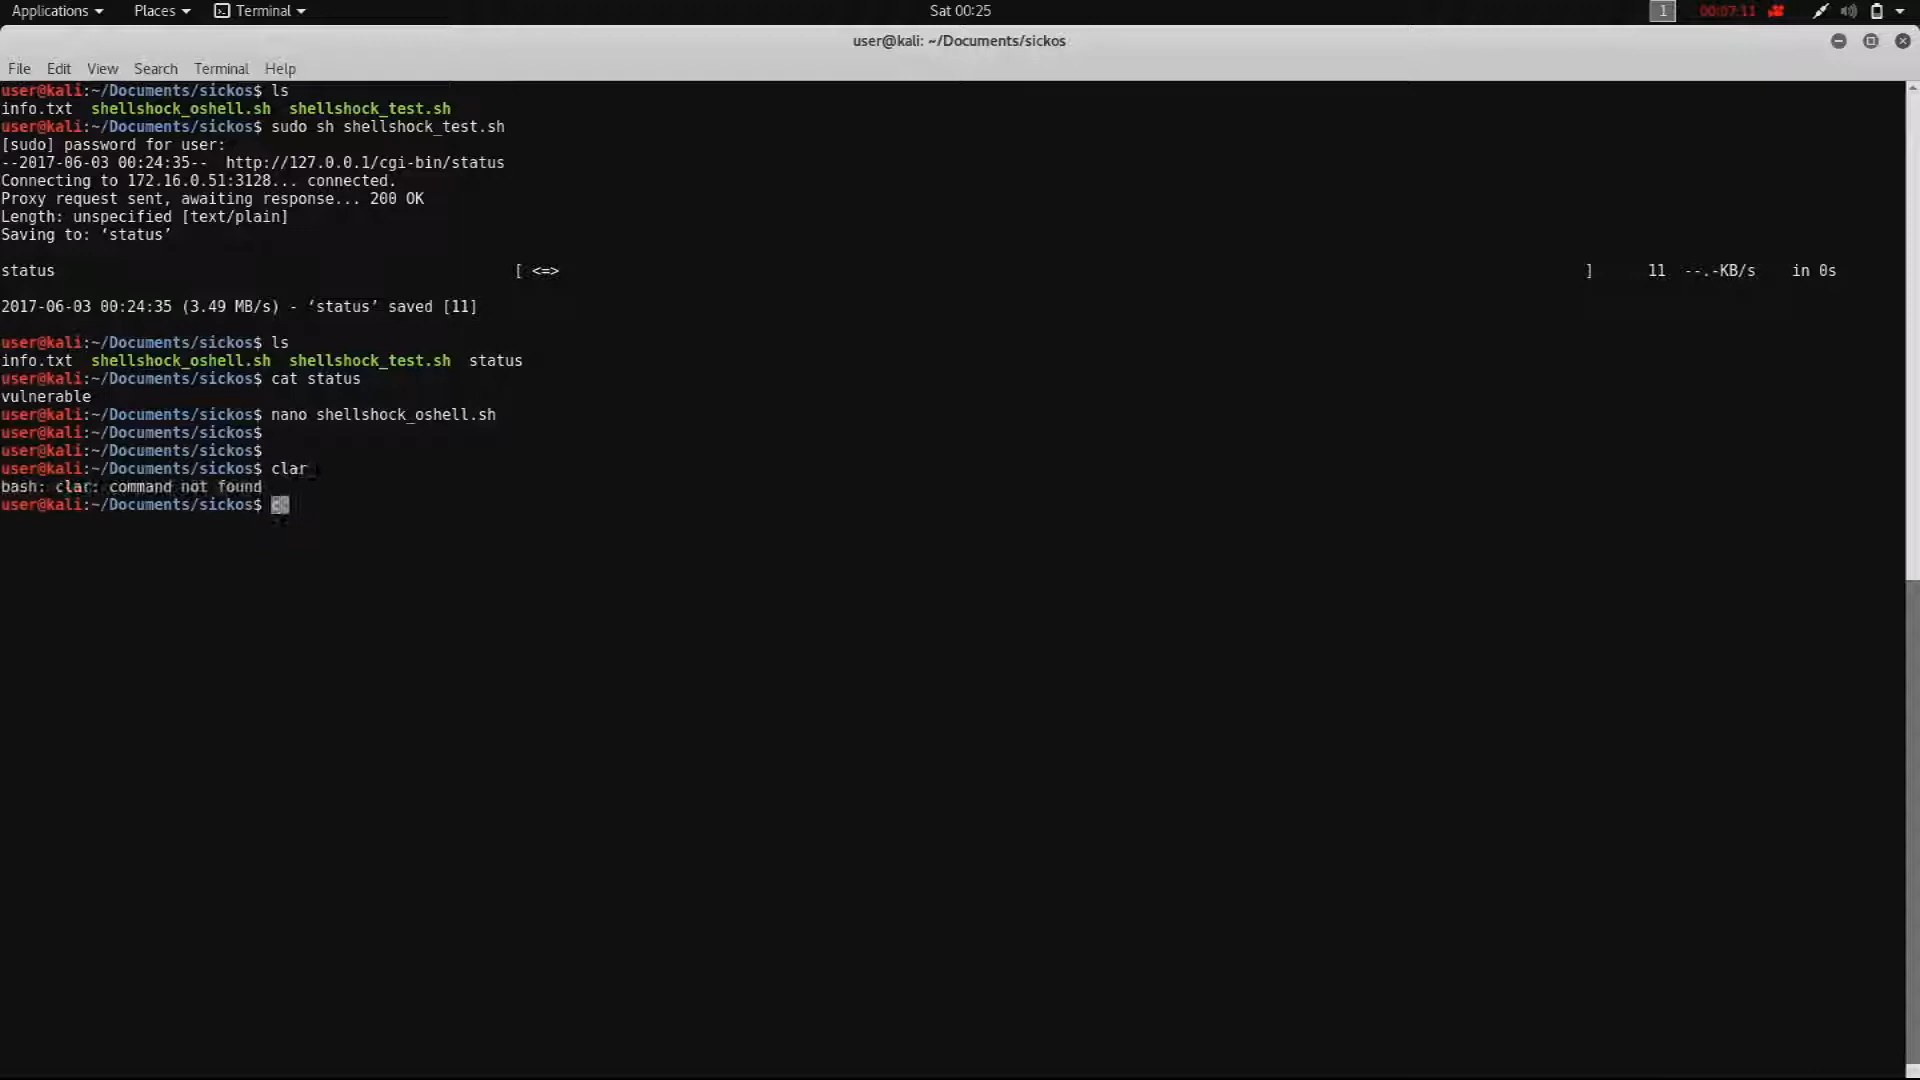 Applications Places Terminal Sat 00:25 1 00:07:11
user@kali: ~/Documents/sickos
File Edit View Search Terminal Help
user@kali:~/Documents/sickos$ ls
info.txt  shellshock_oshell.sh  shellshock_test.sh
user@kali:~/Documents/sickos$ sudo sh shellshock_test.sh
[sudo] password for user:
--2017-06-03 00:24:35--  http://127.0.0.1/cgi-bin/status
Connecting to 172.16.0.51:3128... connected.
Proxy request sent, awaiting response... 200 OK
Length: unspecified [text/plain]
Saving to: ‘status’
status [ <=> ] 11 --.-KB/s in 0s
2017-06-03 00:24:35 (3.49 MB/s) - ‘status’ saved [11]
user@kali:~/Documents/sickos$ ls
info.txt  shellshock_oshell.sh  shellshock_test.sh  status
user@kali:~/Documents/sickos$ cat status
vulnerable
user@kali:~/Documents/sickos$ nano shellshock_oshell.sh
user@kali:~/Documents/sickos$
user@kali:~/Documents/sickos$
user@kali:~/Documents/sickos$ clar
bash: clar: command not found
user@kali:~/Documents/sickos$